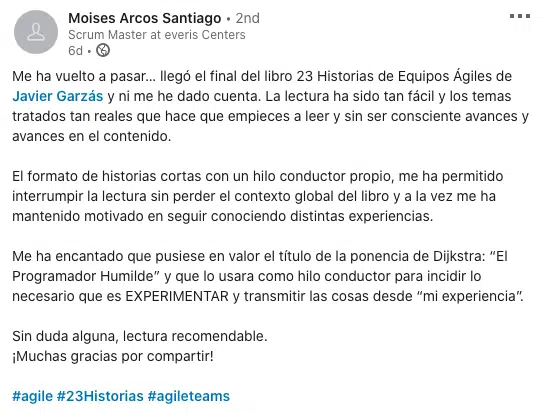 Moises Arcos Santiago • 2nd
Scrum Master at everis Centers
6d •
Me ha vuelto a pasar... llegó el final del libro 23 Historias de Equipos Ágiles de
Javier Garzás y ni me he dado cuenta. La lectura ha sido tan fácil y los temas
tratados tan reales que hace que empieces a leer y sin ser consciente avances y
avances en el contenido.
El formato de historias cortas con un hilo conductor propio, me ha permitido
interrumpir la lectura sin perder el contexto global del libro y a la vez me ha
mantenido motivado en seguir conociendo distintas experiencias.
Me ha encantado que pusiese en valor el título de la ponencia de Dijkstra: “El
Programador Humilde” y que lo usara como hilo conductor para incidir lo
necesario que es EXPERIMENTAR y transmitir las cosas desde “mi experiencia”.
Sin duda alguna, lectura recomendable.
¡Muchas gracias por compartir!
#agile #23Historias #agileteams